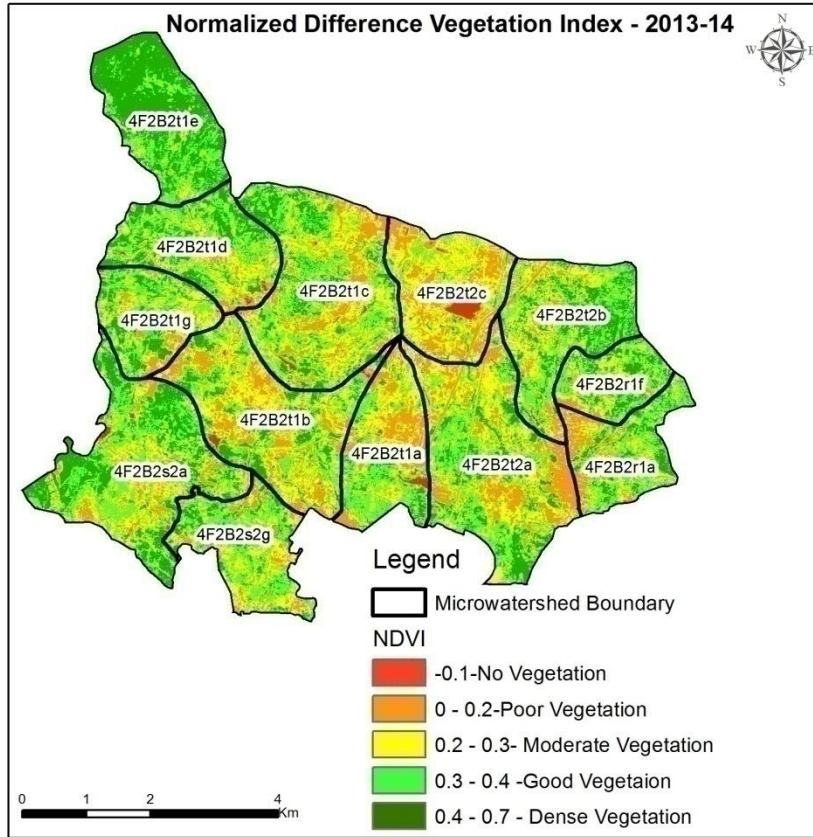 Normalized Difference Vegetation Index - 2013-14
N
W E
S
4F2B2t1e
4F2B2t1d
4F2B2t1c
4F2B2t2c
4F2B2t1g
4F2B2t2b
4F2B2r1f
4F2B2t1b
4F2B2t1a
4F2B2s2a
4F2B2t2a
4F2B2r1a
4F2B2s2g
Legend
Microwatershed Boundary
NDVI
-0.1-No Vegetation
0 - 0.2-Poor Vegetation
0.2 - 0.3- Moderate Vegetation
0.3 - 0.4 -Good Vegetaion
0.4 - 0.7 - Dense Vegetation
0 1 2 4
Km